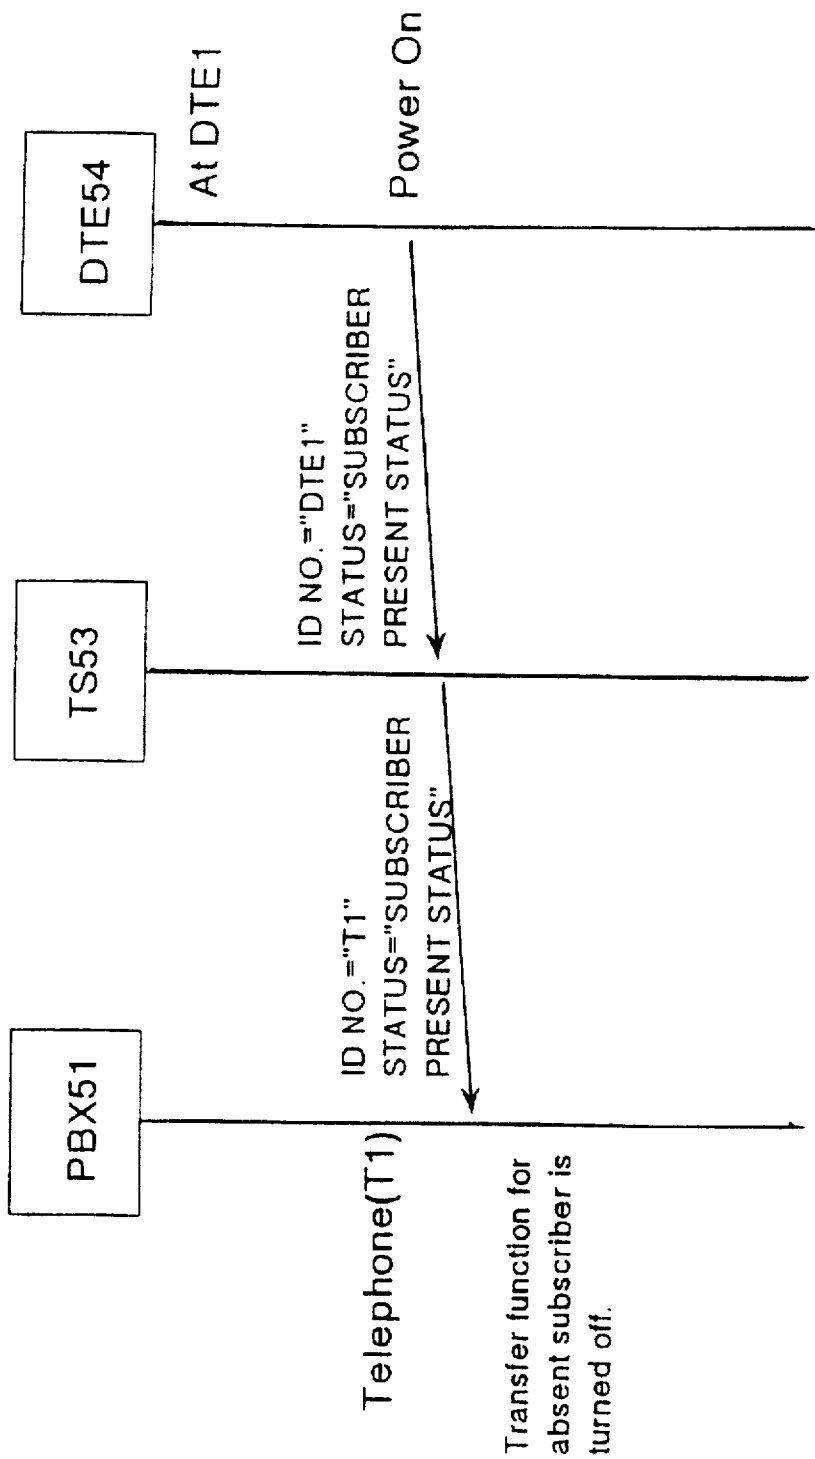 PBX51
TS53
DTE54
At DTE1
Telephone(T1)
ID NO.="T1"
STATUS="SUBSCRIBER
PRESENT STATUS"
ID NO.="DTE1"
STATUS="SUBSCRIBER
PRESENT STATUS"
Power On
Transfer function for
absent subscriber is
turned off.